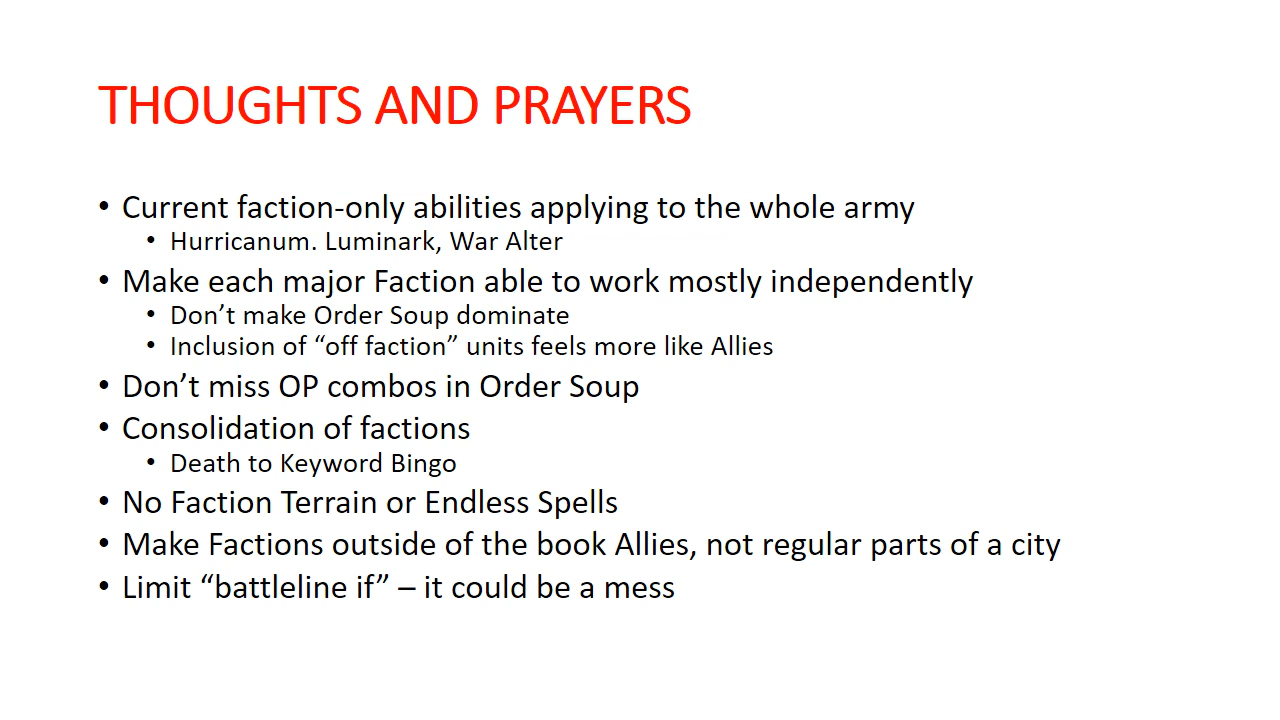 THOUGHTS AND PRAYERS
• Current faction-only abilities applying to the whole army
• Hurricanum. Luminark, War Alter
• Make each major Faction able to work mostly independently
• Don’t make Order Soup dominate
• Inclusion of “off faction” units feels more like Allies
• Don’t miss OP combos in Order Soup
• Consolidation of factions
• Death to Keyword Bingo
• No Faction Terrain or Endless Spells
• Make Factions outside of the book Allies, not regular parts of a city
• Limit “battleline if” – it could be a mess